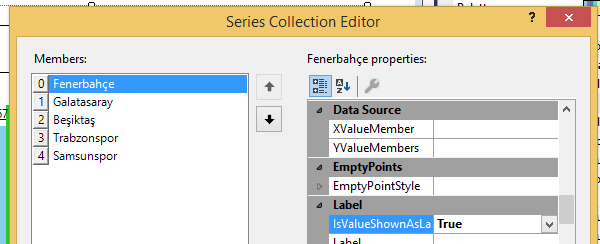 Series Collection Editor
?
Members:
0 Fenerbahçe
1 Galatasaray
2 Beşiktaş
3 Trabzonspor
4 Samsunspor
Fenerbahçe properties:
Data Source
XValueMember
YValueMembers
EmptyPoints
EmptyPointStyle
Label
IsValueShownAsLa True
Label